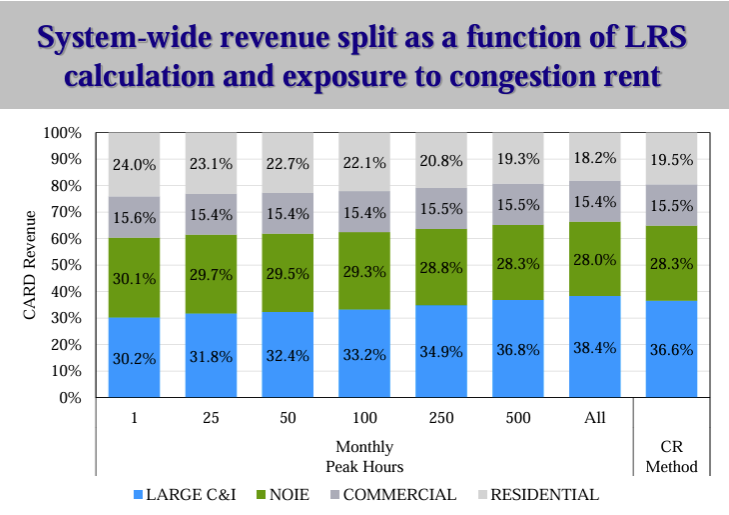 System-wide revenue split as a function of LRS
calculation and exposure to congestion rent
CARD Revenue
100%
90%
80%
70%
60%
50%
40%
30%
20%
10%
0%
24.0% 23.1% 22.7% 22.1% 20.8% 19.3% 18.2% 19.5%
15.6% 15.4% 15.4% 15.4% 15.5% 15.5% 15.4% 15.5%
30.1% 29.7% 29.5% 29.3% 28.8% 28.3% 28.0% 28.3%
30.2% 31.8% 32.4% 33.2% 34.9% 36.8% 38.4% 36.6%
1 25 50 100 250 500 All
Monthly
Peak Hours
CR
Method
LARGE C&I NOIE COMMERCIAL RESIDENTIAL